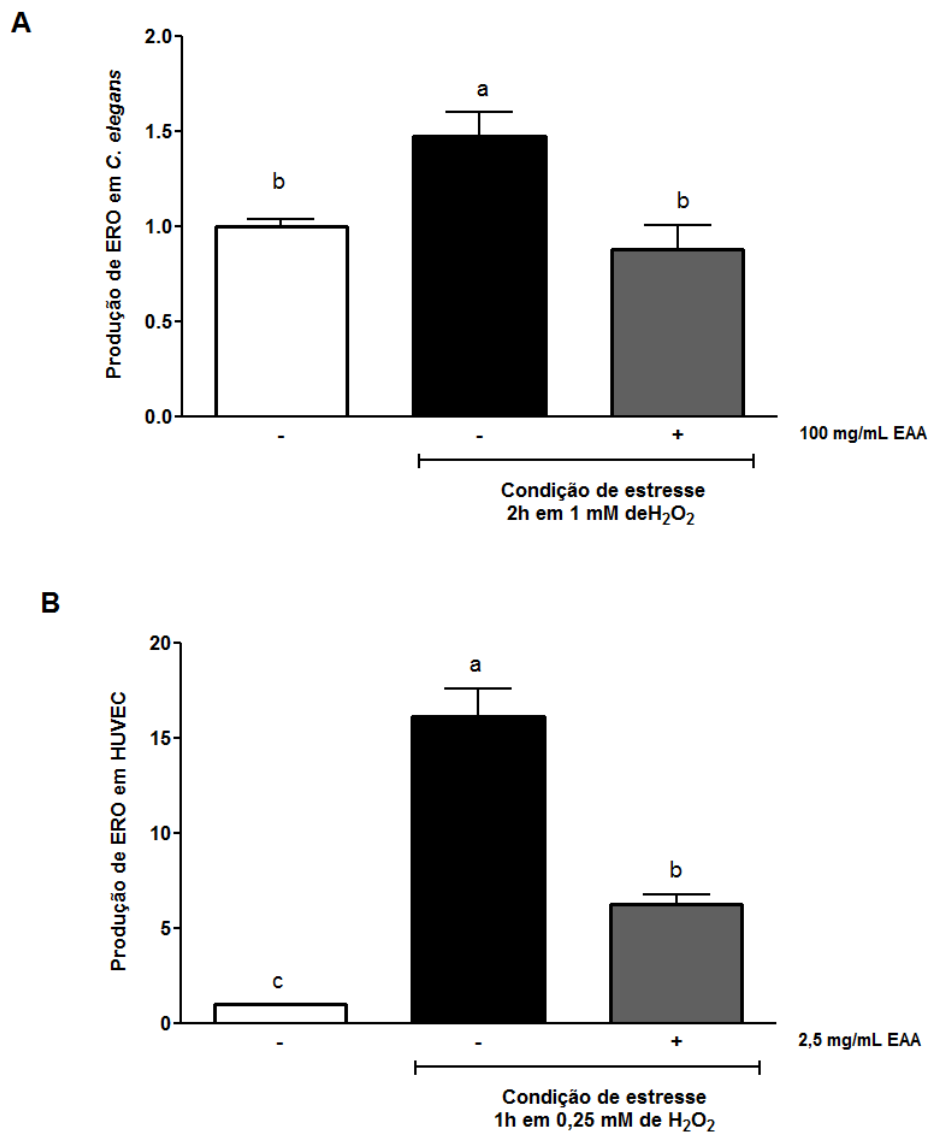 A
Produção de ERO em C. elegans
2.0
1.5
1.0
0.5
0.0
b
a
b
- - + 100 mg/mL EAA
Condição de estresse
2h em 1 mM deH₂O₂
B
Produção de ERO em HUVEC
20
15
10
5
0
c
a
b
- - + 2,5 mg/mL EAA
Condição de estresse
1h em 0,25 mM de H₂O₂